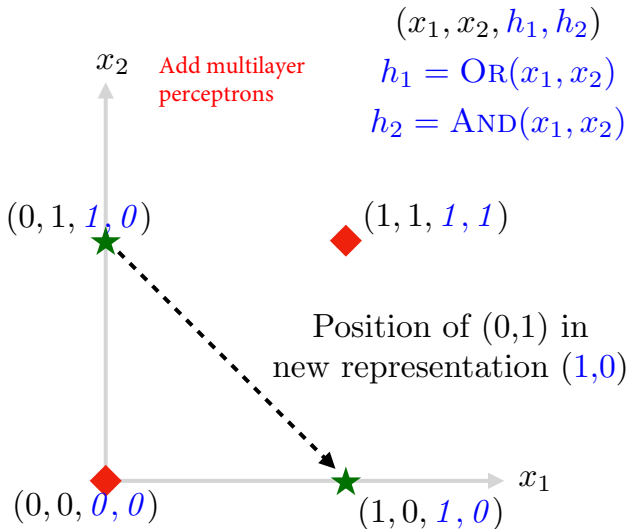 (x₁, x₂, h₁, h₂)
x₂
Add multilayer
perceptrons
h₁ = OR(x₁, x₂)
h₂ = AND(x₁, x₂)
(0, 1, 1, 0)
(1, 1, 1, 1)
Position of (0,1) in
new representation (1,0)
x₁
(0, 0, 0, 0)
(1, 0, 1, 0)